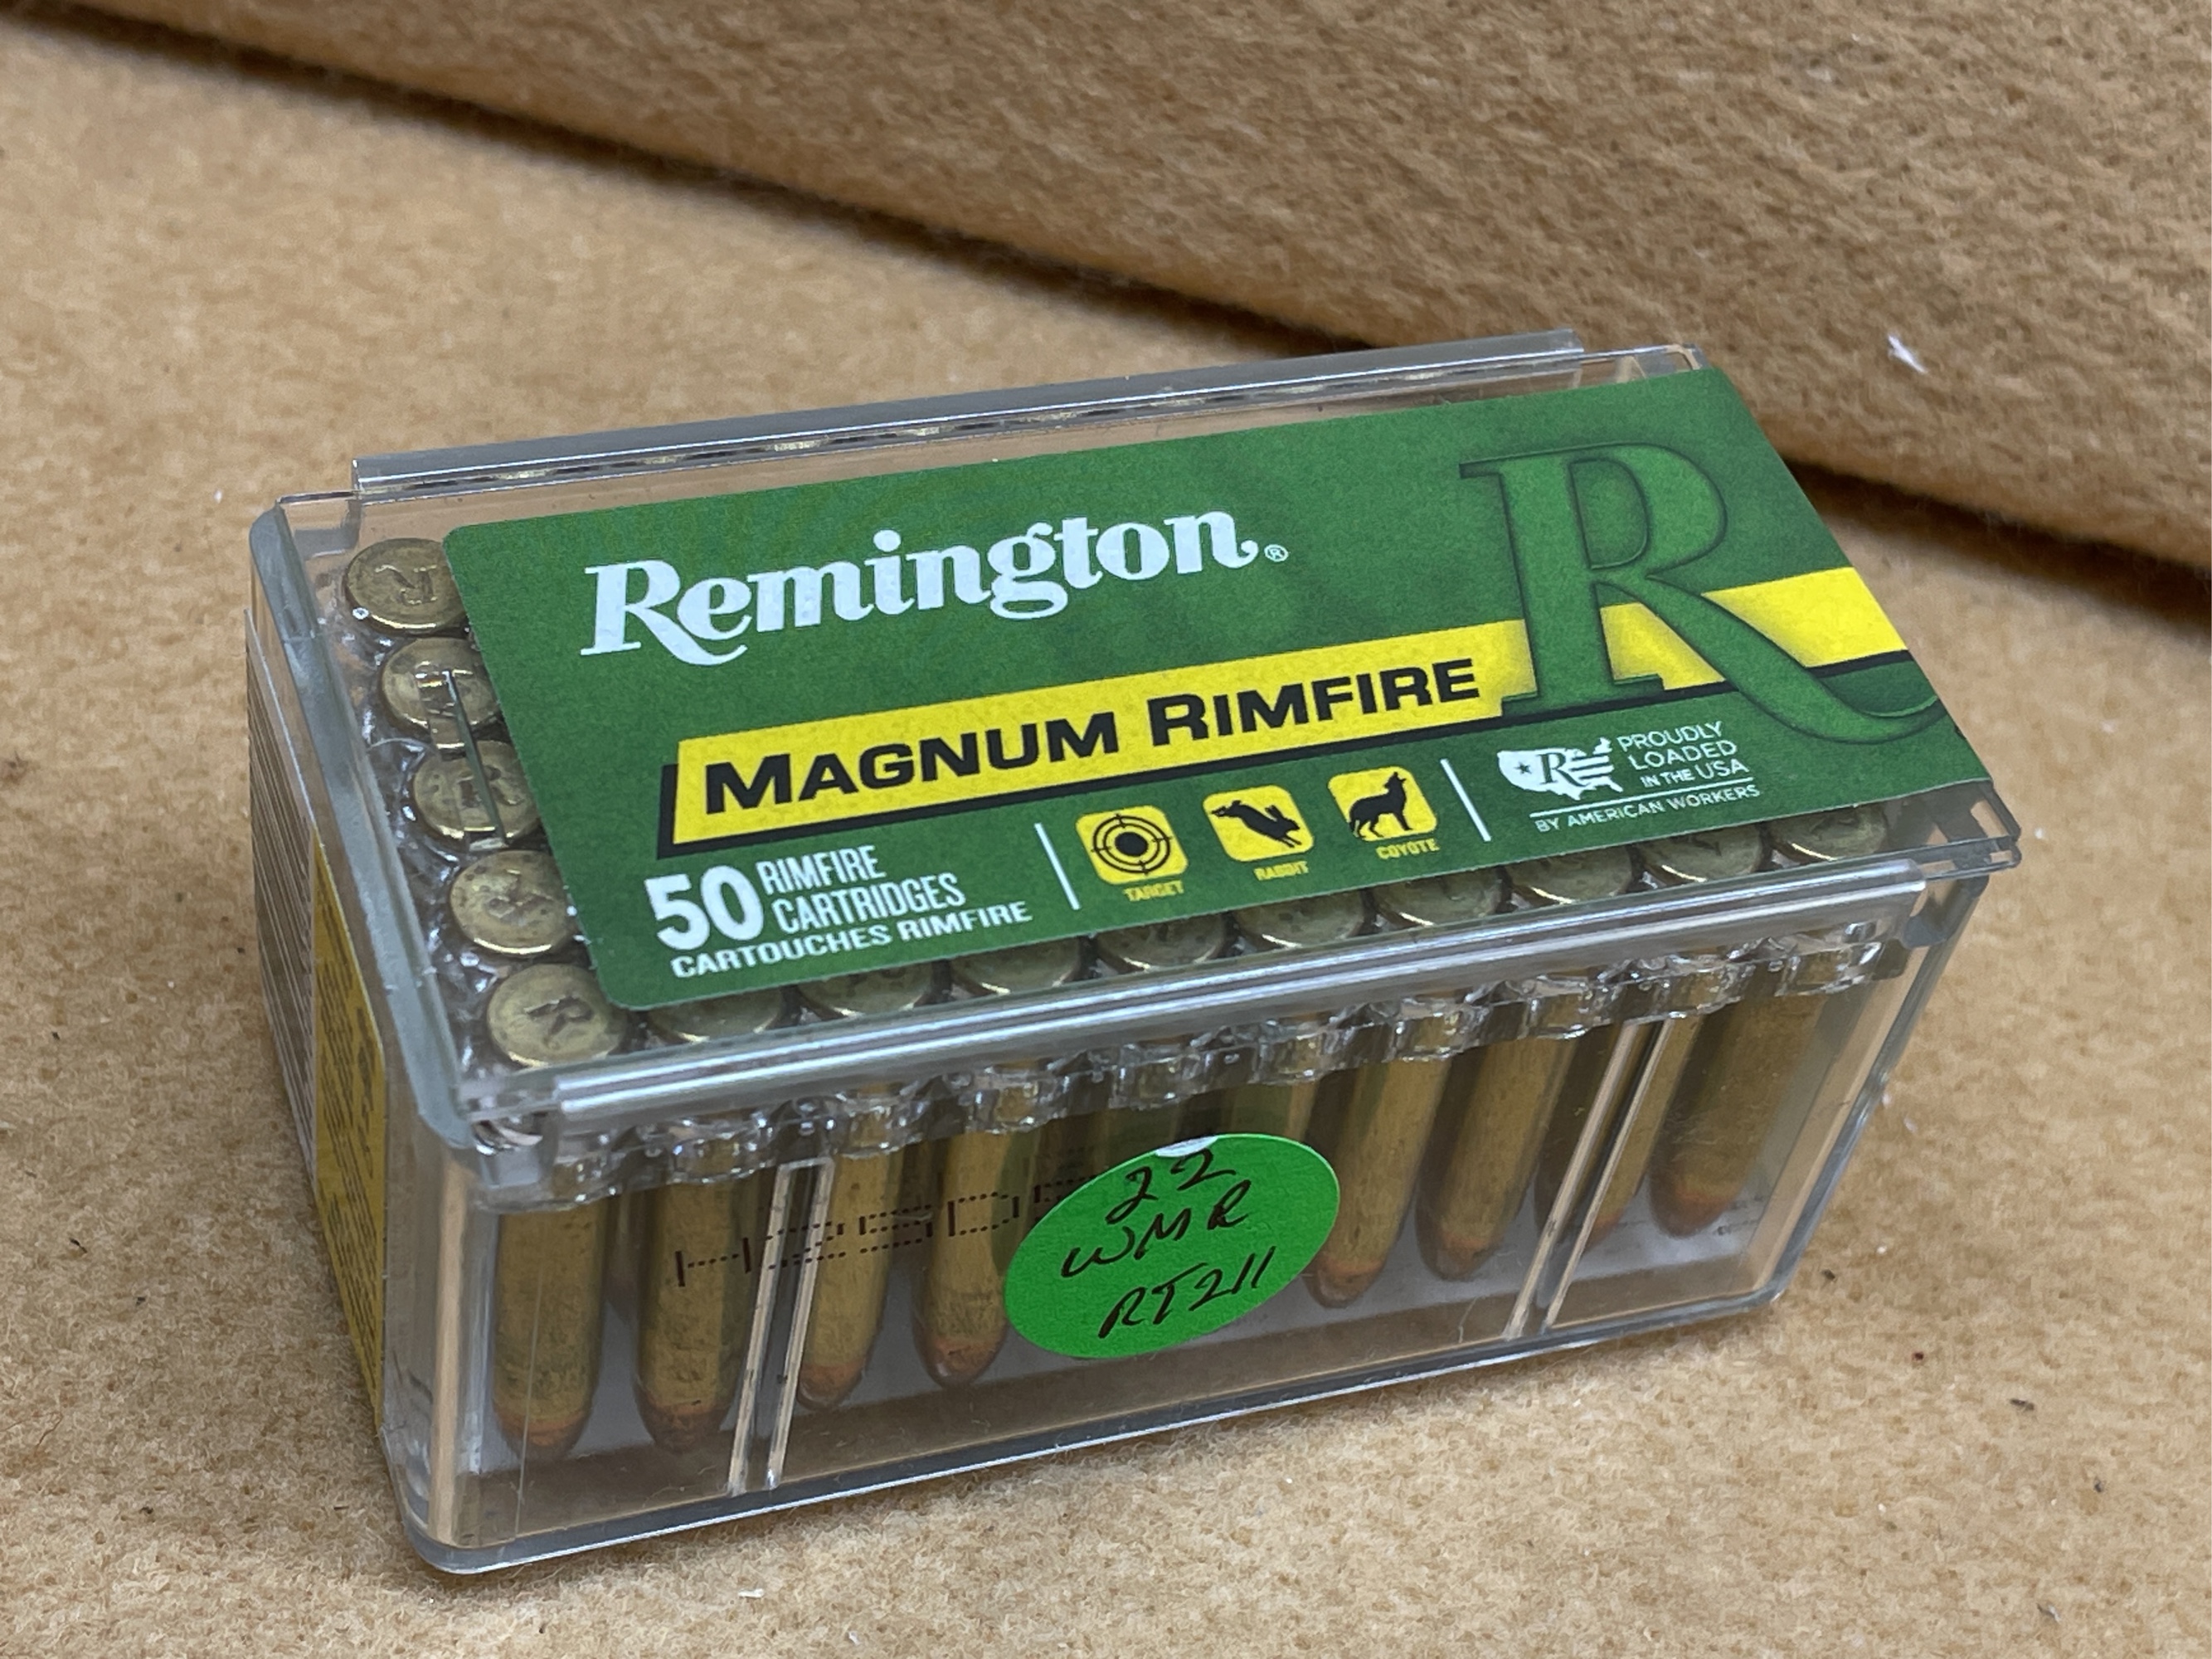 Remington®
MAGNUM RIMFIRE
50 RIMFIRE
CARTRIDGES
CARTOUCHES RIMFIRE
TARGET
RABBIT
COYOTE
R
PROUDLY
LOADED
IN THE USA
BY AMERICAN WORKERS
R
22
WMR
RT211